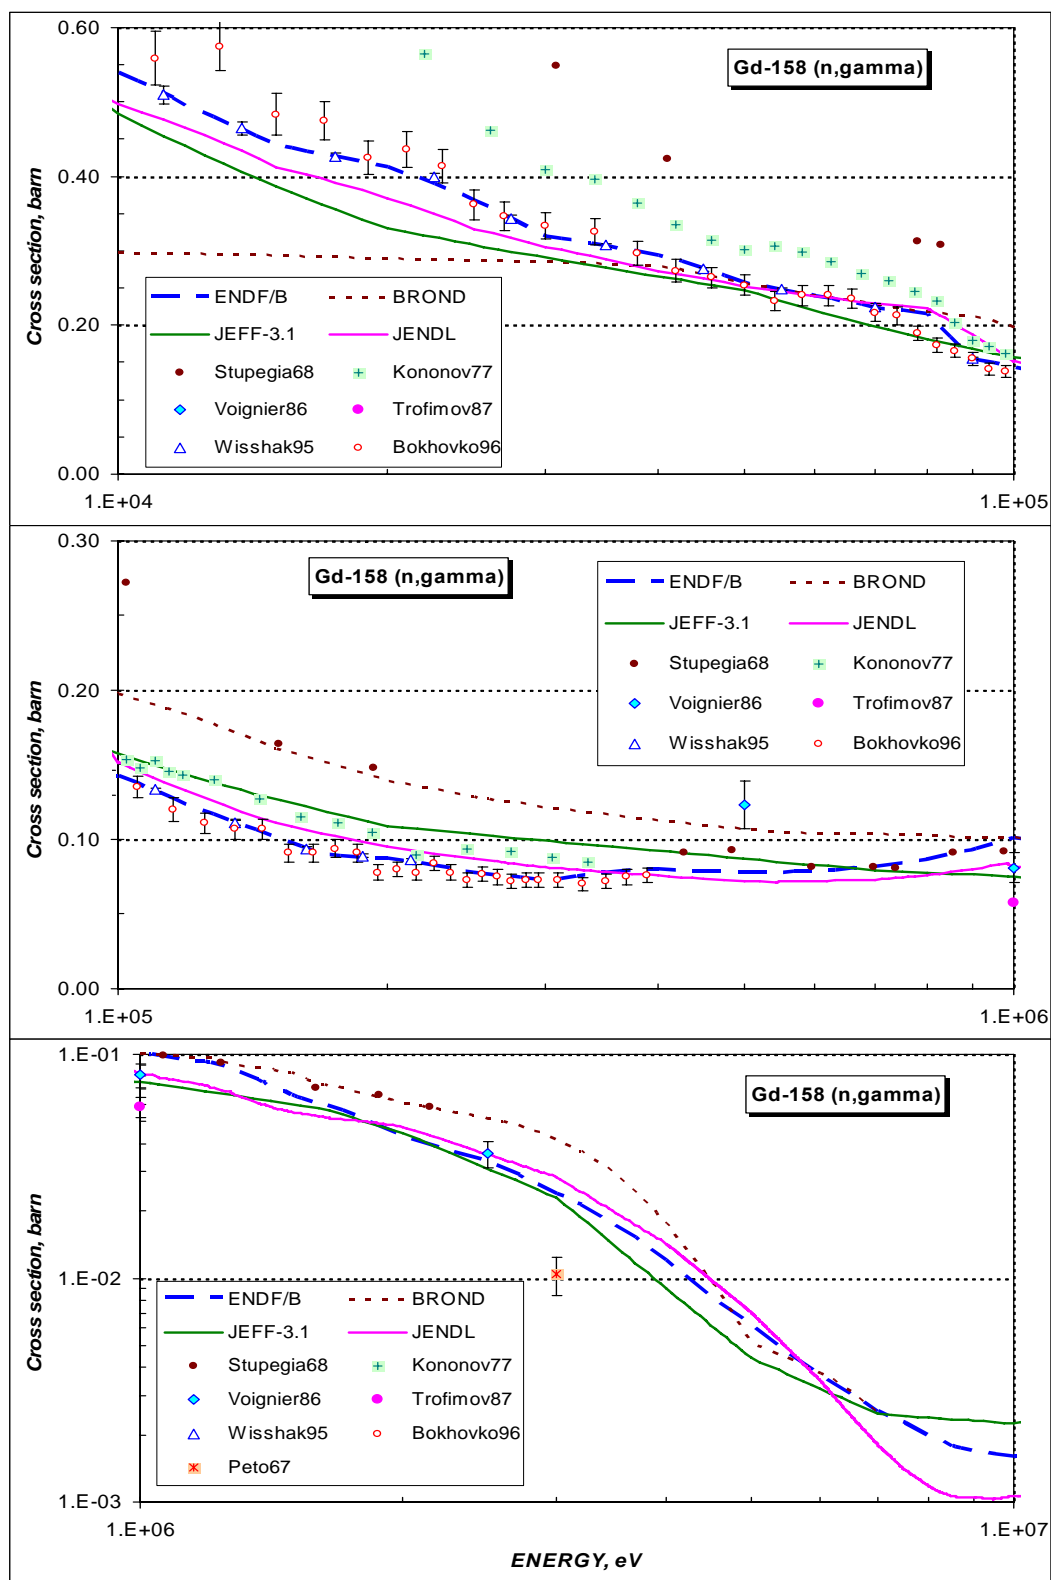 0.60
Gd-158 (n,gamma)
0.40
Cross section, barn
ENDF/B BROND
0.20
JEFF-3.1 JENDL
Stupegia68 Kononov77
Voignier86 Trofimov87
Wisshak95 Bokhovko96
0.00
1.E+04 1.E+05
0.30
Gd-158 (n,gamma)
ENDF/B BROND
JEFF-3.1 JENDL
0.20
Stupegia68 Kononov77
Cross section, barn
Voignier86 Trofimov87
Wisshak95 Bokhovko96
0.10
0.00
1.E+05 1.E+06
1.E-01
Gd-158 (n,gamma)
Cross section, barn
1.E-02
ENDF/B BROND
JEFF-3.1 JENDL
Stupegia68 Kononov77
Voignier86 Trofimov87
Wisshak95 Bokhovko96
Peto67
1.E-03
1.E+06 1.E+07
ENERGY, eV